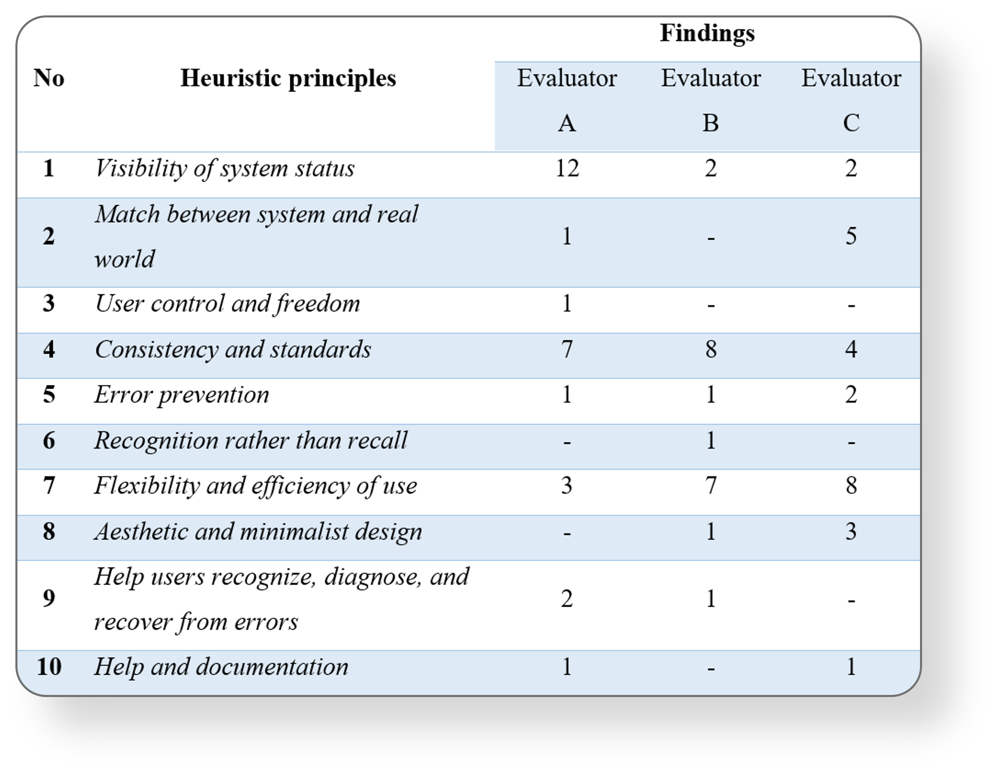 Findings
No Heuristic principles Evaluator Evaluator Evaluator
A B C
1 Visibility of system status 12 2 2
Match between system and real
2 1 - 5
world
3 User control and freedom 1 - -
4 Consistency and standards 7 8 4
5 Error prevention 1 1 2
6 Recognition rather than recall - 1 -
7 Flexibility and efficiency of use 3 7 8
8 Aesthetic and minimalist design - 1 3
Help users recognize, diagnose, and
9 2 1 -
recover from errors
10 Help and documentation 1 - 1